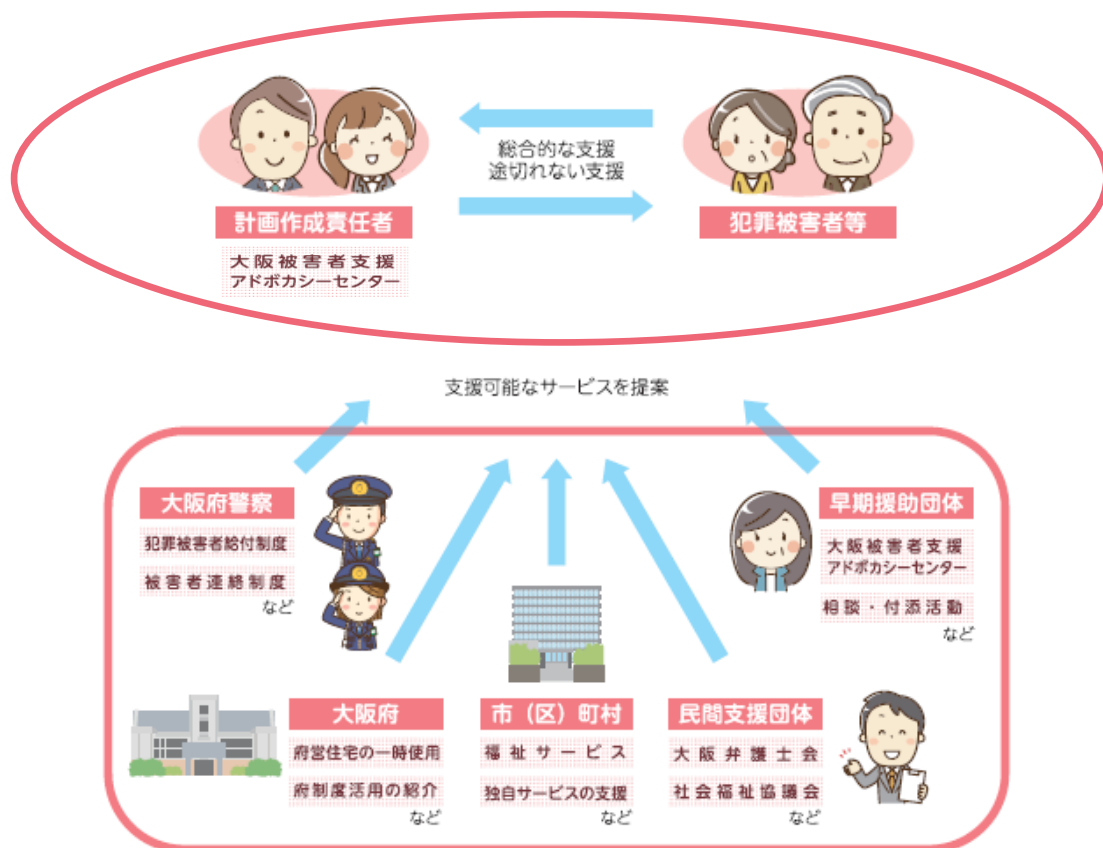 総合的な支援
途切れない支援
計画作成責任者
大阪被害者支援
アドボカシーセンター
犯罪被害者等
支援可能なサービスを提案
大阪府警察
犯罪被害者給付制度
被害者連絡制度
など
早期援助団体
大阪被害者支援
アドボカシーセンター
相談・付添活動
など
大阪府
府営住宅の一時使用
府制度活用の紹介
など
市（区）町村
福祉サービス
独自サービスの支援
など
民間支援団体
大阪弁護士会
社会福祉協議会
など